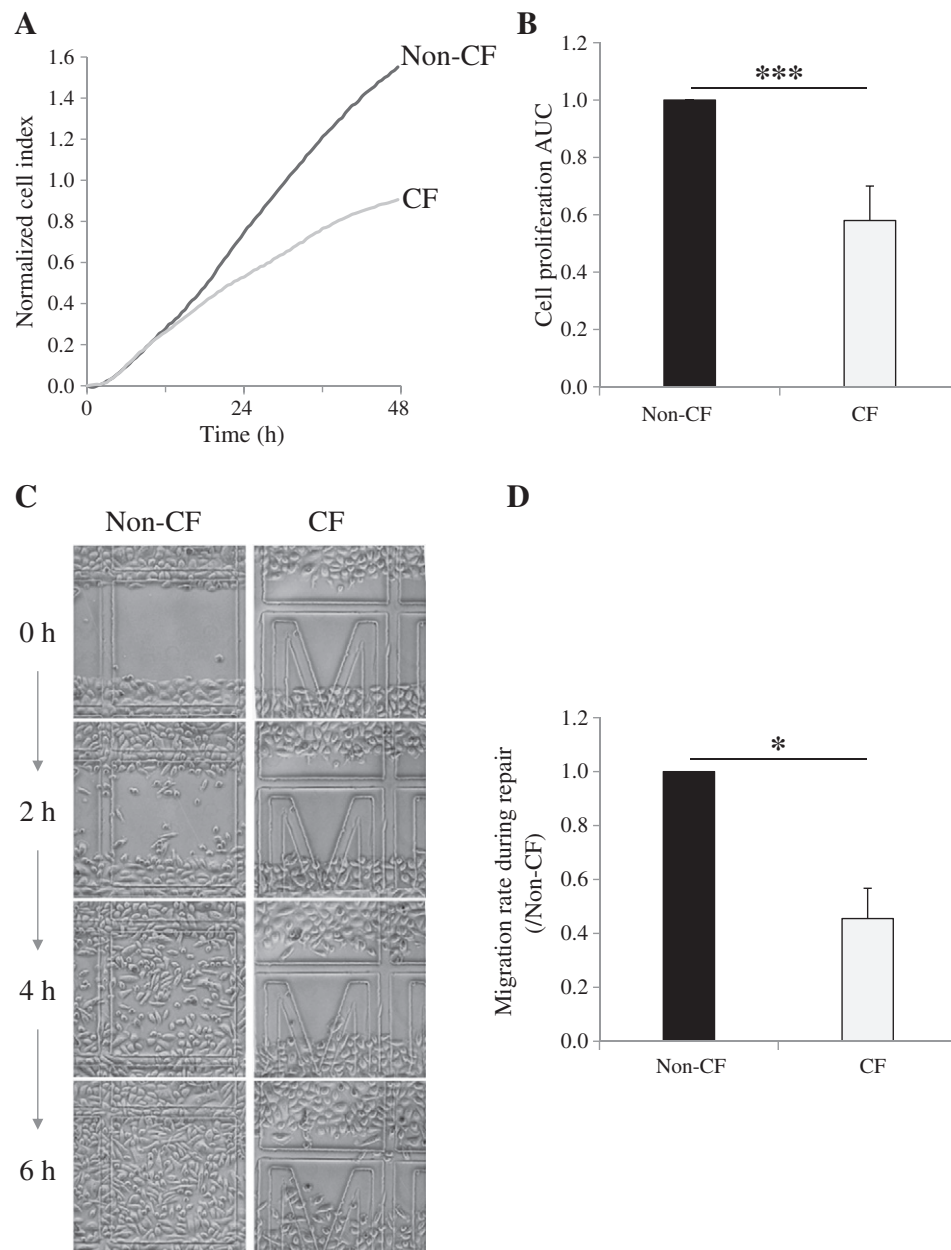 A
1.6
1.4
1.2
1.0
0.8
0.6
0.4
0.2
0.0
Normalized cell index
Non-CF
CF
0
24
48
Time (h)
B
1.2
1.0
0.8
0.6
0.4
0.2
0.0
Cell proliferation AUC
***
Non-CF
CF
C
Non-CF
CF
0 h
2 h
4 h
6 h
M
M
M
M
D
1.2
1.0
0.8
0.6
0.4
0.2
0.0
Migration rate during repair
(/Non-CF)
*
Non-CF
CF